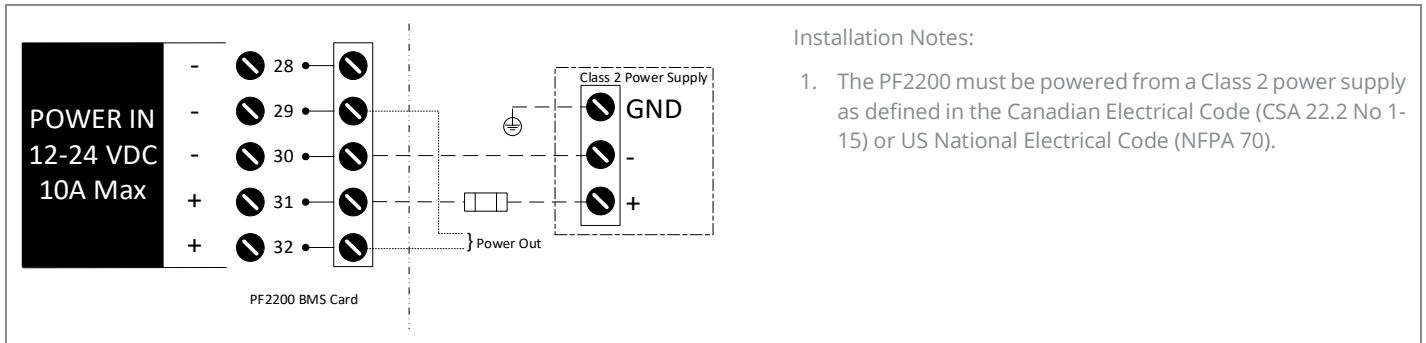 POWER IN
12-24 VDC
10A Max
- 28
- 29
- 30
+ 31
+ 32
PF2200 BMS Card
Class 2 Power Supply
GND
-
+
} Power Out
Installation Notes:
1. The PF2200 must be powered from a Class 2 power supply
as defined in the Canadian Electrical Code (CSA 22.2 No 1-
15) or US National Electrical Code (NFPA 70).